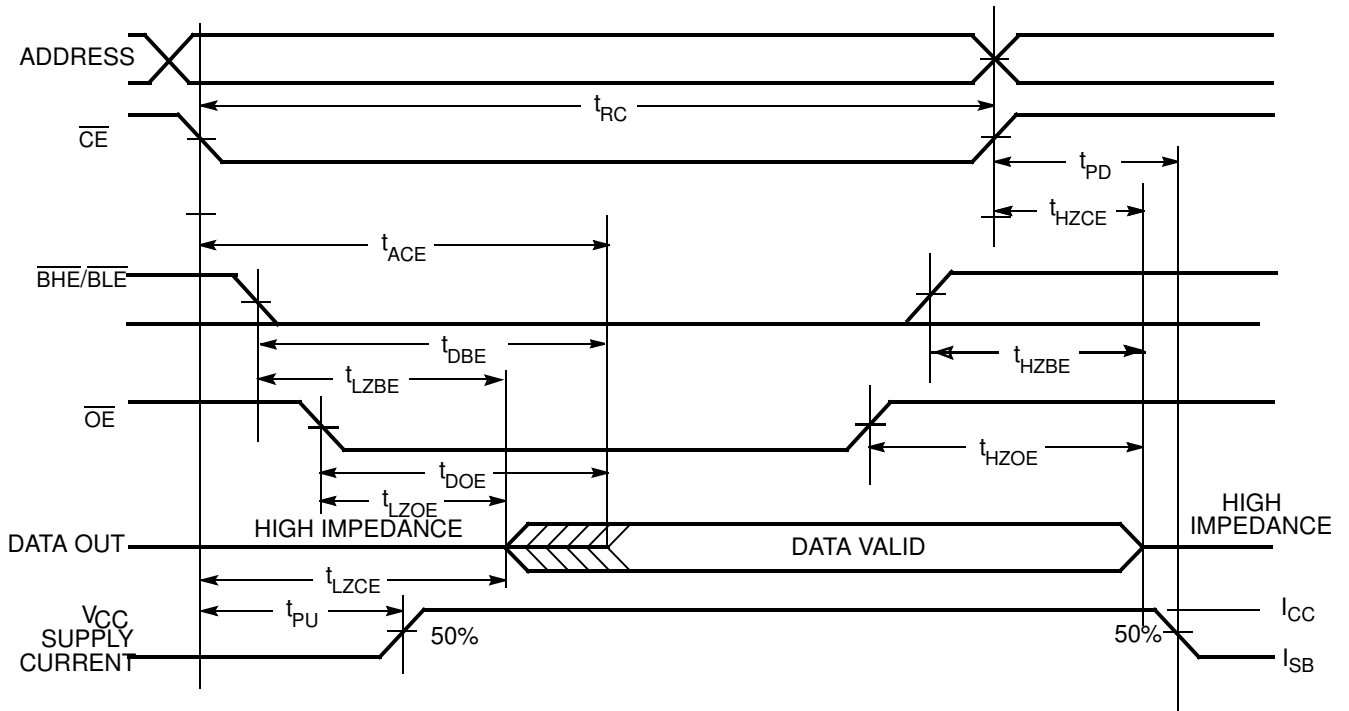 ADDRESS
tRC
CE
tPD
tHZCE
tACE
BHE/BLE
tDBE
tHZBE
tLZBE
OE
tHZOE
tDOE
tLZOE
HIGH IMPEDANCE
HIGH
IMPEDANCE
DATA OUT
DATA VALID
tLZCE
tPU
VCC
SUPPLY
CURRENT
50%
50%
ICC
ISB